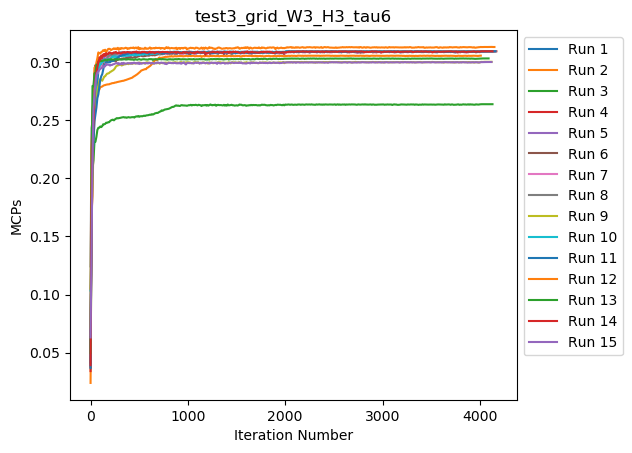 test3_grid_W3_H3_tau6
MCPs
0.30
0.25
0.20
0.15
0.10
0.05
0
1000
2000
3000
4000
Iteration Number
Run 1
Run 2
Run 3
Run 4
Run 5
Run 6
Run 7
Run 8
Run 9
Run 10
Run 11
Run 12
Run 13
Run 14
Run 15